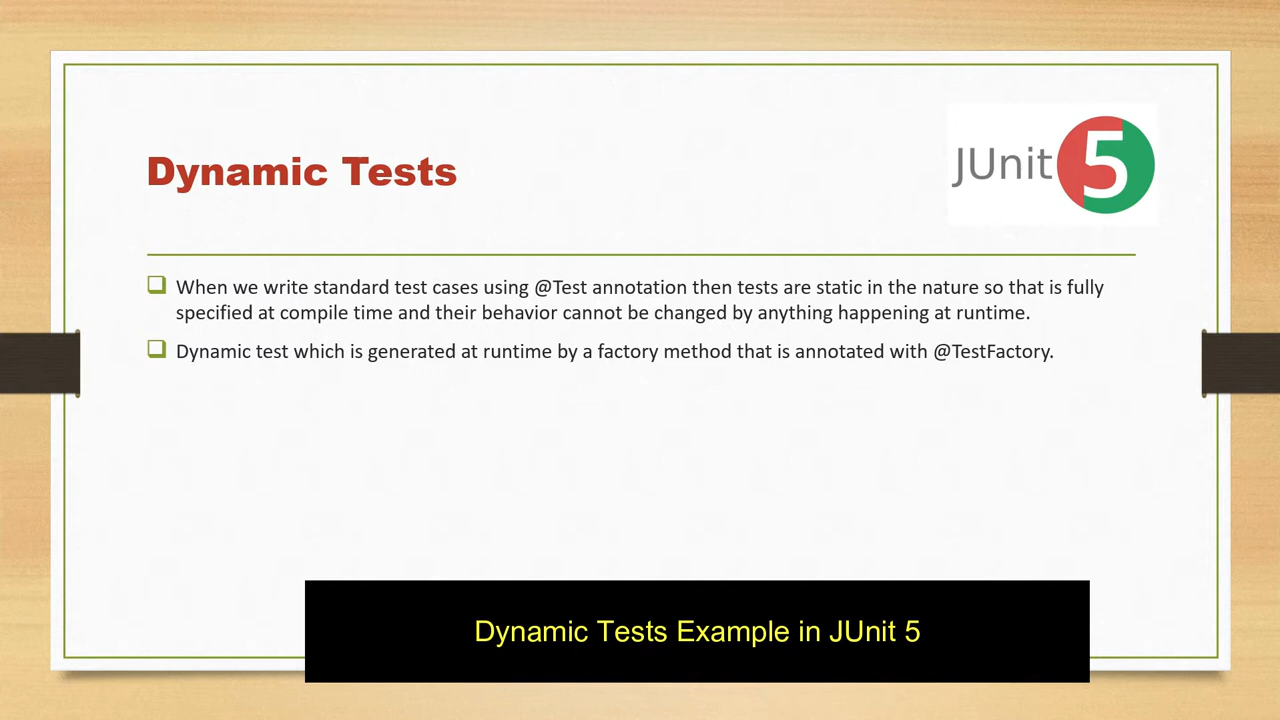 JUnit 5
Dynamic Tests
When we write standard test cases using @Test annotation then tests are static in the nature so that is fully
specified at compile time and their behavior cannot be changed by anything happening at runtime.
Dynamic test which is generated at runtime by a factory method that is annotated with @TestFactory.
Dynamic Tests Example in JUnit 5